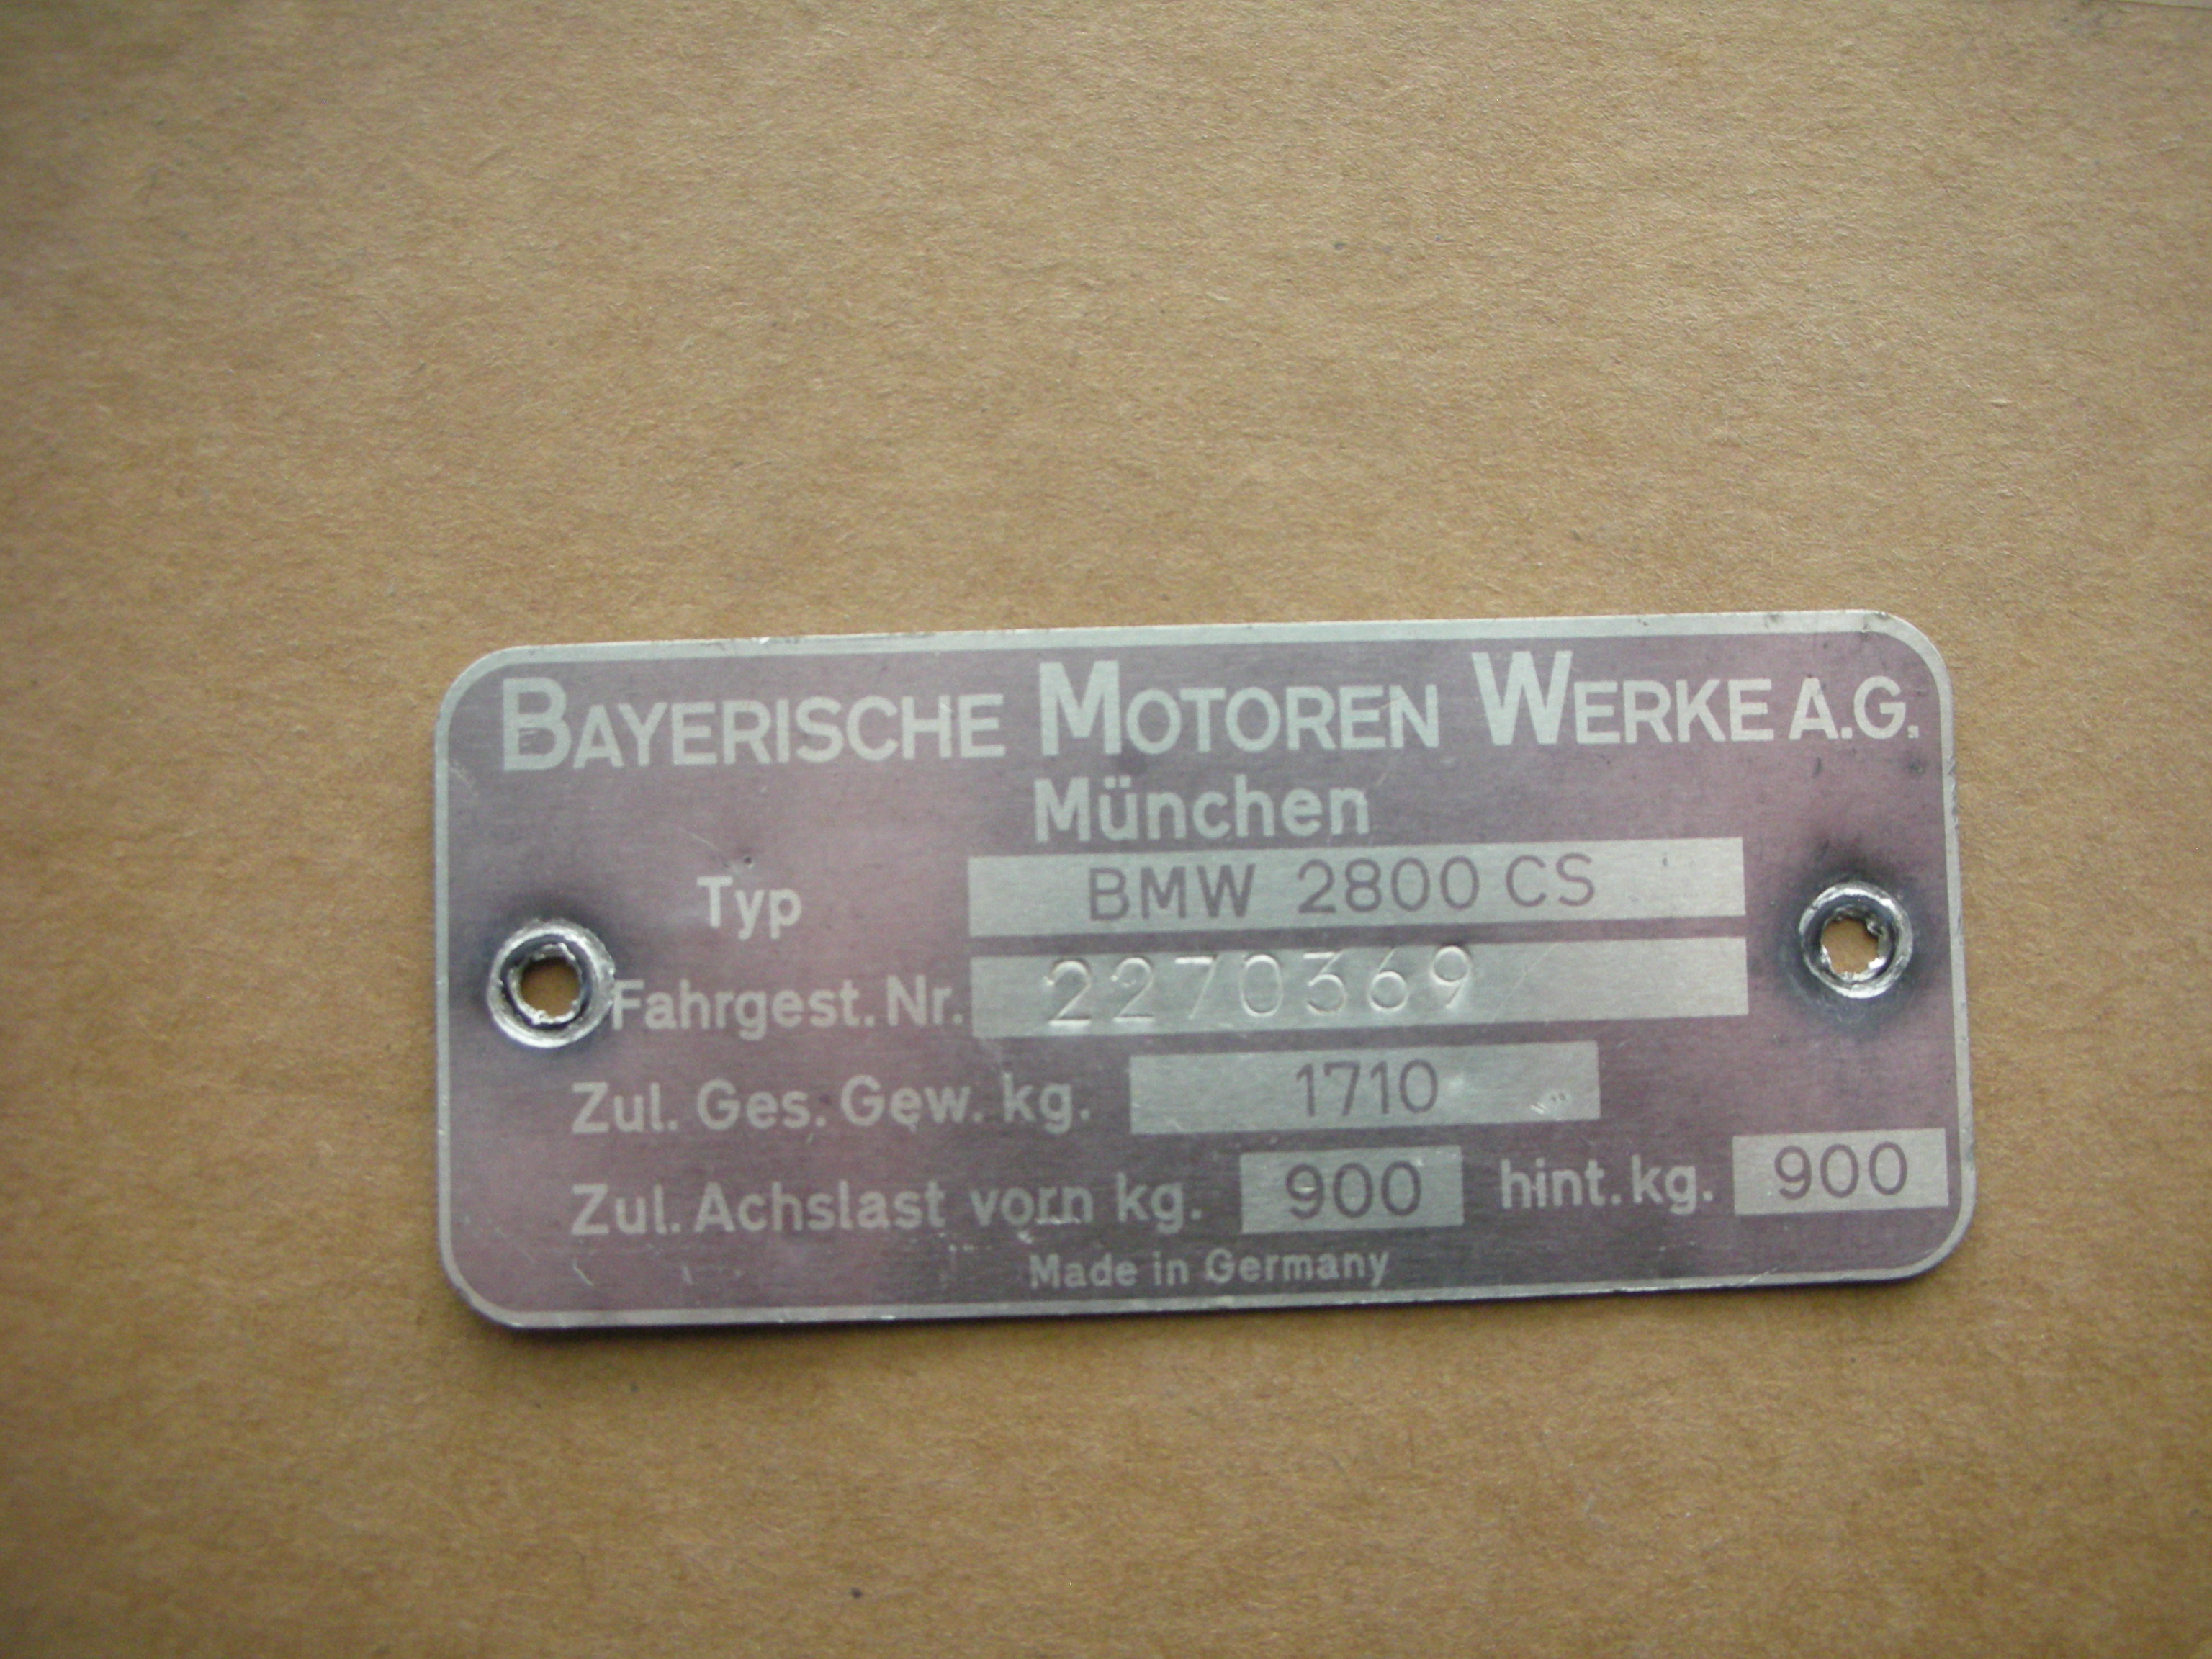 BAYERISCHE MOTOREN WERKE A.G.
München
Typ BMW 2800 CS
Fahrgest. Nr. 2270369
Zul. Ges. Gew. kg. 1710
Zul. Achslast vorn kg. 900 hint. kg. 900
Made in Germany